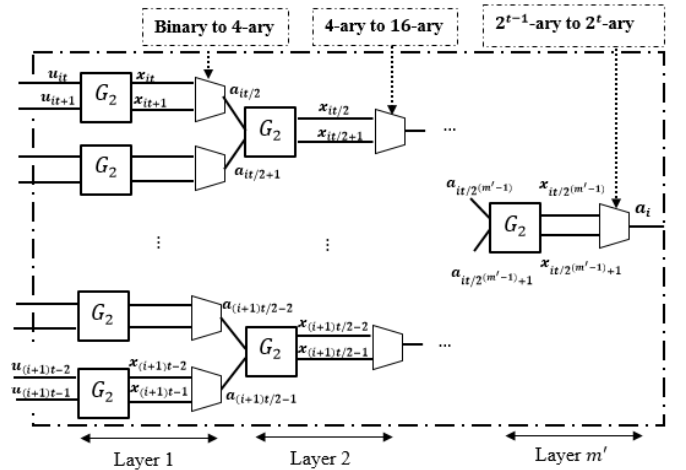 Binary to 4-ary
4-ary to 16-ary
2^{t-1}-ary to 2^t-ary
u_{it} x_{it}
a_{it/2}
u_{it+1} G_2 x_{it+1}
x_{it/2}
G_2 x_{it/2+1} ...
G_2
a_{it/2+1}
a_{it/2^{(m'-1)}} x_{it/2^{(m'-1)}}
a_i
G_2
⋮ ⋮
a_{it/2^{(m'-1)}+1} x_{it/2^{(m'-1)}+1}
a_{(i+1)t/2-2}
G_2
x_{(i+1)t/2-2}
G_2 x_{(i+1)t/2-1} ...
u_{(i+1)t-2} x_{(i+1)t-2}
u_{(i+1)t-1} G_2 x_{(i+1)t-1}
a_{(i+1)t/2-1}
Layer 1 Layer 2 Layer m'